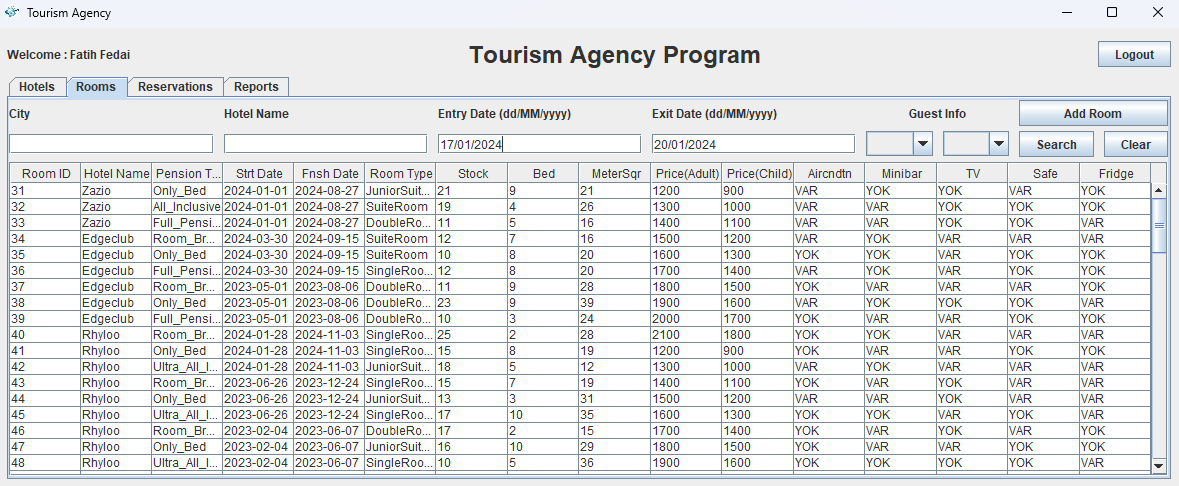 Tourism Agency
Welcome : Fatih Fedai Tourism Agency Program Logout
Hotels Rooms Reservations Reports
City Hotel Name Entry Date (dd/MM/yyyy) Exit Date (dd/MM/yyyy) Guest Info Add Room
17/01/2024 20/01/2024 Search Clear
Room ID Hotel Name Pension T... Strt Date Fnsh Date Room Type Stock Bed MeterSqr Price(Adult) Price(Child) Aircndtn Minibar TV Safe Fridge
31 Zazio Only_Bed 2024-01-01 2024-08-27 JuniorSuit... 21 9 21 1200 900 VAR YOK YOK VAR YOK
32 Zazio All_Inclusive 2024-01-01 2024-08-27 SuiteRoom 19 4 26 1300 1000 VAR VAR YOK YOK YOK
33 Zazio Full_Pensi... 2024-01-01 2024-08-27 DoubleRo... 11 5 16 1400 1100 VAR VAR YOK YOK VAR
34 Edgeclub Room_Br... 2024-03-30 2024-09-15 SuiteRoom 12 7 16 1500 1200 VAR YOK YOK VAR VAR
35 Edgeclub Only_Bed 2024-03-30 2024-09-15 SuiteRoom 10 8 20 1600 1300 YOK YOK VAR YOK YOK
36 Edgeclub Full_Pensi... 2024-03-30 2024-09-15 SingleRoo... 12 8 20 1700 1400 VAR YOK YOK YOK VAR
37 Edgeclub Room_Br... 2023-05-01 2023-08-06 DoubleRo... 11 9 28 1800 1500 YOK YOK VAR VAR YOK
38 Edgeclub Only_Bed 2023-05-01 2023-08-06 DoubleRo... 23 9 39 1900 1600 VAR YOK YOK YOK VAR
39 Edgeclub Full_Pensi... 2023-05-01 2023-08-06 DoubleRo... 10 3 24 2000 1700 YOK YOK VAR YOK VAR
40 Rhyloo Room_Br... 2024-01-28 2024-11-03 SingleRoo... 25 2 28 2100 1800 YOK YOK VAR YOK VAR
41 Rhyloo Only_Bed 2024-01-28 2024-11-03 SingleRoo... 15 8 19 1200 900 YOK VAR VAR YOK YOK
42 Rhyloo Ultra_All_I... 2024-01-28 2024-11-03 JuniorSuit... 18 5 12 1300 1000 YOK VAR YOK YOK VAR
43 Rhyloo Room_Br... 2023-06-26 2023-12-24 SingleRoo... 15 7 19 1400 1100 YOK VAR YOK VAR YOK
44 Rhyloo Only_Bed 2023-06-26 2023-12-24 JuniorSuit... 13 3 31 1500 1200 YOK VAR VAR YOK VAR
45 Rhyloo Ultra_All_I... 2023-06-26 2023-12-24 SingleRoo... 17 10 35 1600 1300 YOK YOK VAR YOK VAR
46 Rhyloo Room_Br... 2023-02-04 2023-06-07 DoubleRo... 17 2 15 1700 1400 YOK YOK VAR VAR YOK
47 Rhyloo Only_Bed 2023-02-04 2023-06-07 JuniorSuit... 16 10 29 1800 1500 YOK YOK VAR YOK YOK
48 Rhyloo Ultra_All_I... 2023-02-04 2023-06-07 SingleRoo... 10 5 36 1900 1600 YOK YOK YOK YOK VAR